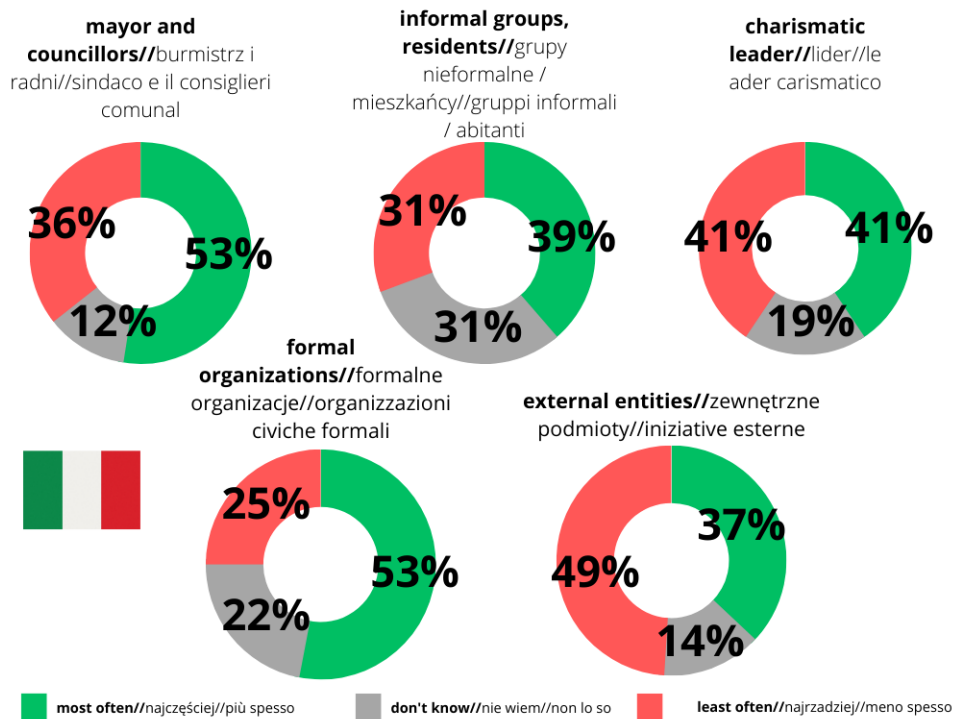 mayor and
councillors//burmistrz i
radni//sindaco e il consiglieri
comunal
36%
53%
12%
informal groups,
residents//grupy
nieformalne /
mieszkańcy//gruppi informali
/ abitanti
31%
39%
31%
charismatic
leader//lider//le
ader carismatico
41%
41%
19%
formal
organizations//formalne
organizacje//organizzazioni
civiche formali
25%
53%
22%
external entities//zewnętrzne
podmioty//iniziative esterne
37%
49%
14%
most often//najczęściej//più spesso
don't know//nie wiem//non lo so
least often//najrzadziej//meno spesso